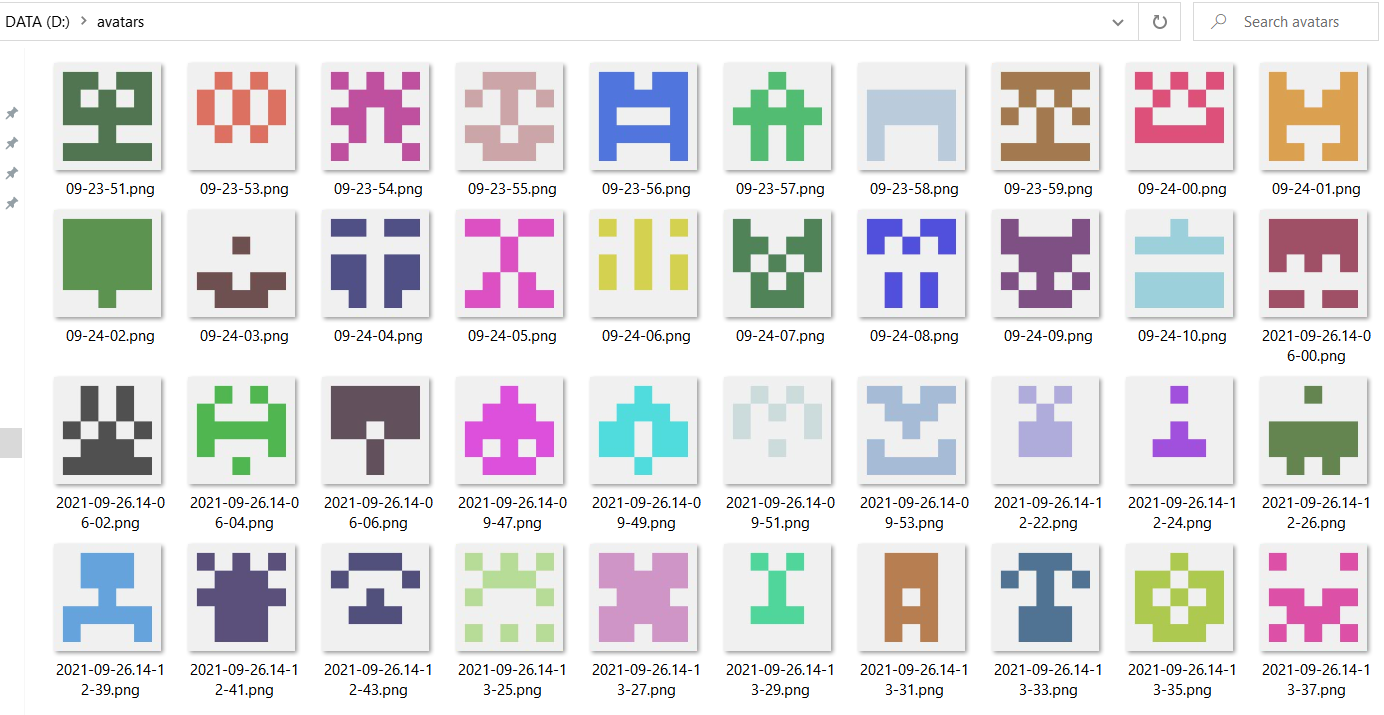 DATA (D:) > avatars
Search avatars
09-23-51.png 09-23-53.png 09-23-54.png 09-23-55.png 09-23-56.png 09-23-57.png 09-23-58.png 09-23-59.png 09-24-00.png 09-24-01.png
09-24-02.png 09-24-03.png 09-24-04.png 09-24-05.png 09-24-06.png 09-24-07.png 09-24-08.png 09-24-09.png 09-24-10.png 2021-09-26.14-0
6-00.png
2021-09-26.14-0 2021-09-26.14-0 2021-09-26.14-0 2021-09-26.14-0 2021-09-26.14-0 2021-09-26.14-0 2021-09-26.14-0 2021-09-26.14-1 2021-09-26.14-1 2021-09-26.14-1
6-02.png 6-04.png 6-06.png 9-47.png 9-49.png 9-51.png 9-53.png 2-22.png 2-24.png 2-26.png
2021-09-26.14-1 2021-09-26.14-1 2021-09-26.14-1 2021-09-26.14-1 2021-09-26.14-1 2021-09-26.14-1 2021-09-26.14-1 2021-09-26.14-1 2021-09-26.14-1 2021-09-26.14-1
2-39.png 2-41.png 2-43.png 3-25.png 3-27.png 3-29.png 3-31.png 3-33.png 3-35.png 3-37.png